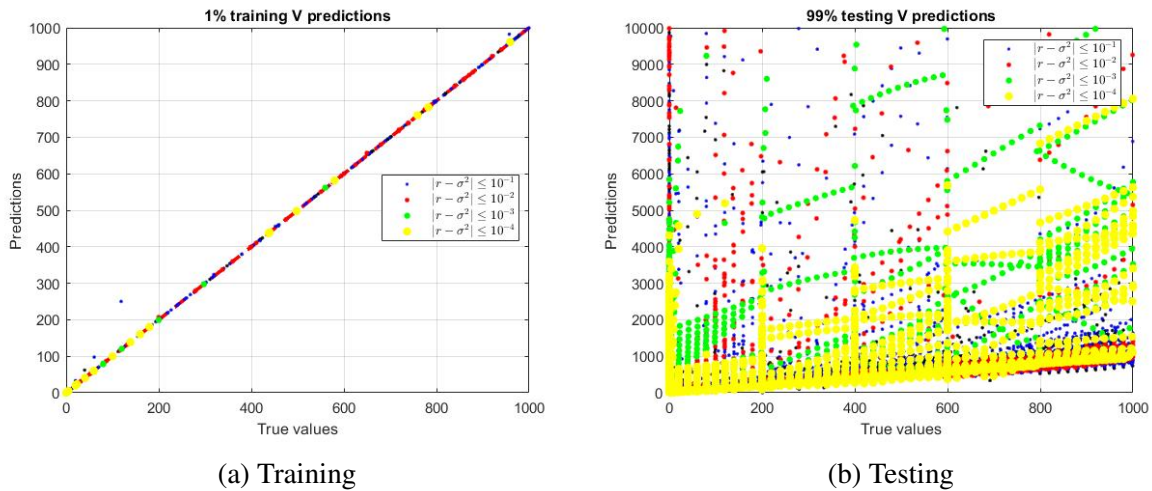 1% training V predictions
1000
900
800
700
600
500
400
300
200
100
0
Predictions
|r − σ²| ≤ 10⁻¹
|r − σ²| ≤ 10⁻²
|r − σ²| ≤ 10⁻³
|r − σ²| ≤ 10⁻⁴
0 200 400 600 800 1000
True values
(a) Training
99% testing V predictions
10000
9000
8000
7000
6000
5000
4000
3000
2000
1000
0
Predictions
|r − σ²| ≤ 10⁻¹
|r − σ²| ≤ 10⁻²
|r − σ²| ≤ 10⁻³
|r − σ²| ≤ 10⁻⁴
0 200 400 600 800 1000
True values
(b) Testing